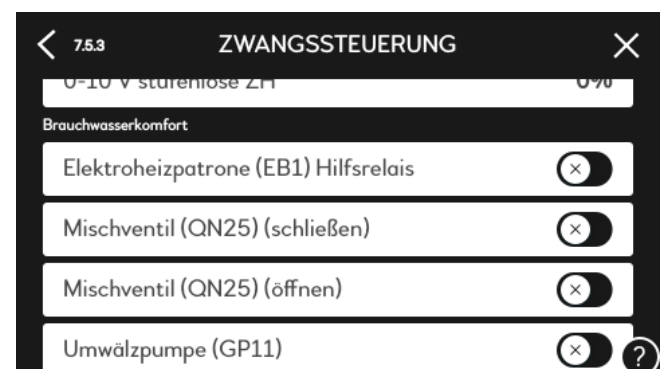 7.5.3 ZWANGSSTEUERUNG
0-10 V stufenlose ZH 0%
Brauchwasserkomfort
Elektroheizpatrone (EB1) Hilfsrelais
Mischventil (QN25) (schließen)
Mischventil (QN25) (öffnen)
Umwälzpumpe (GP11)
?